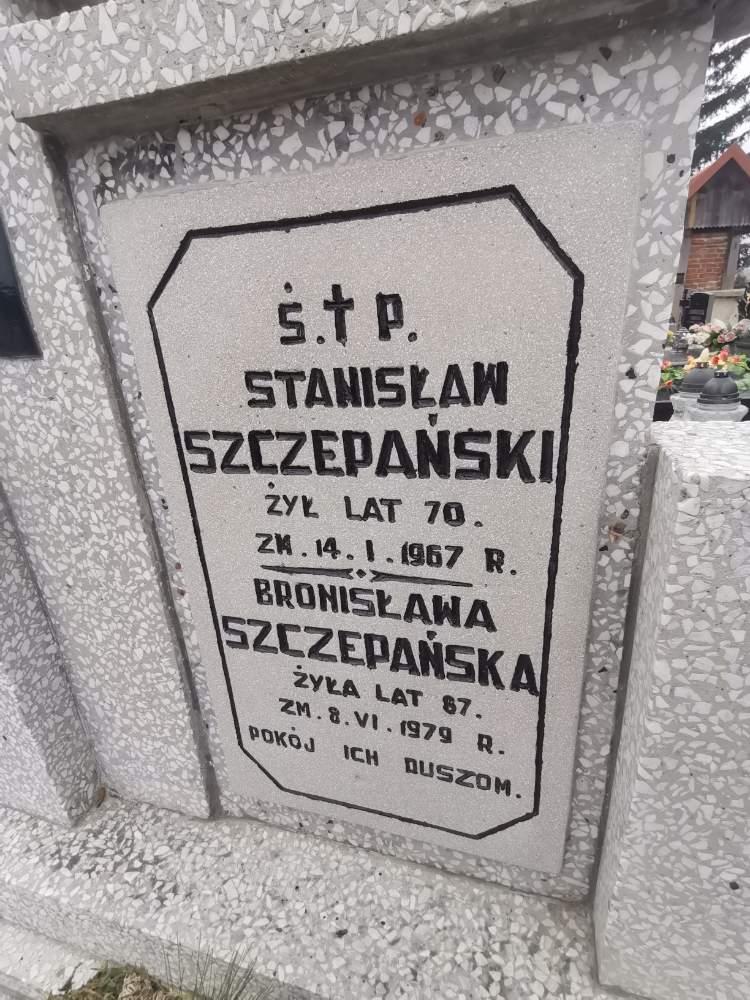 Ś. † P.
STANISŁAW
SZCZEPAŃSKI
ŻYŁ LAT 70.
ZM. 14. I. 1967 R.
BRONISŁAWA
SZCZEPAŃSKA
ŻYŁA LAT 87.
ZM. 8. VI. 1979 R.
POKÓJ ICH DUSZOM.